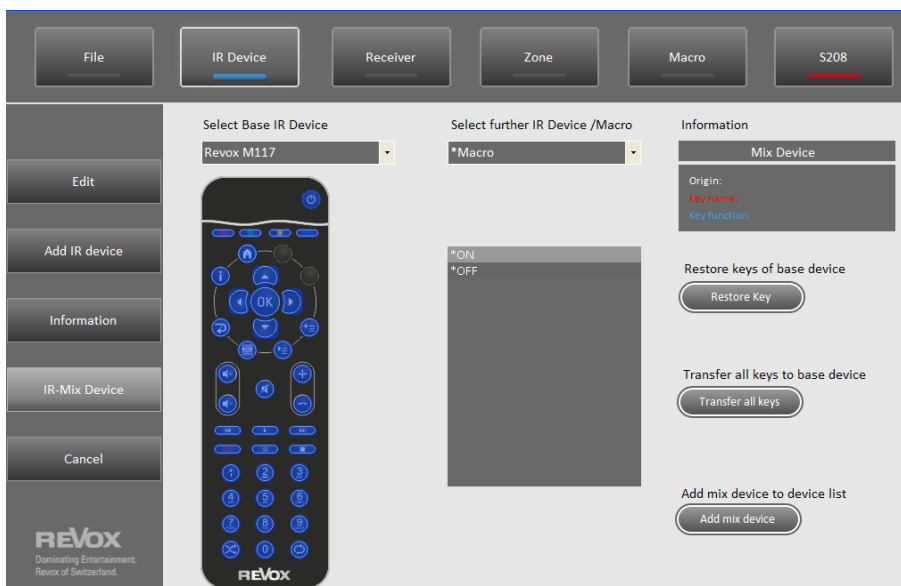 File
IR Device
Receiver
Zone
Macro
S208
Select Base IR Device
Select further IR Device /Macro
Information
Revox M117
*Macro
Mix Device
Origin:
Key name:
Key function:
Edit
Add IR device
Information
IR-Mix Device
Cancel
*ON
*OFF
Restore keys of base device
Restore Key
Transfer all keys to base device
Transfer all keys
Add mix device to device list
Add mix device
OK
1
2
3
4
5
6
7
8
9
0
REVOX
REVOX
Dominating Entertainment.
Revox of Switzerland.